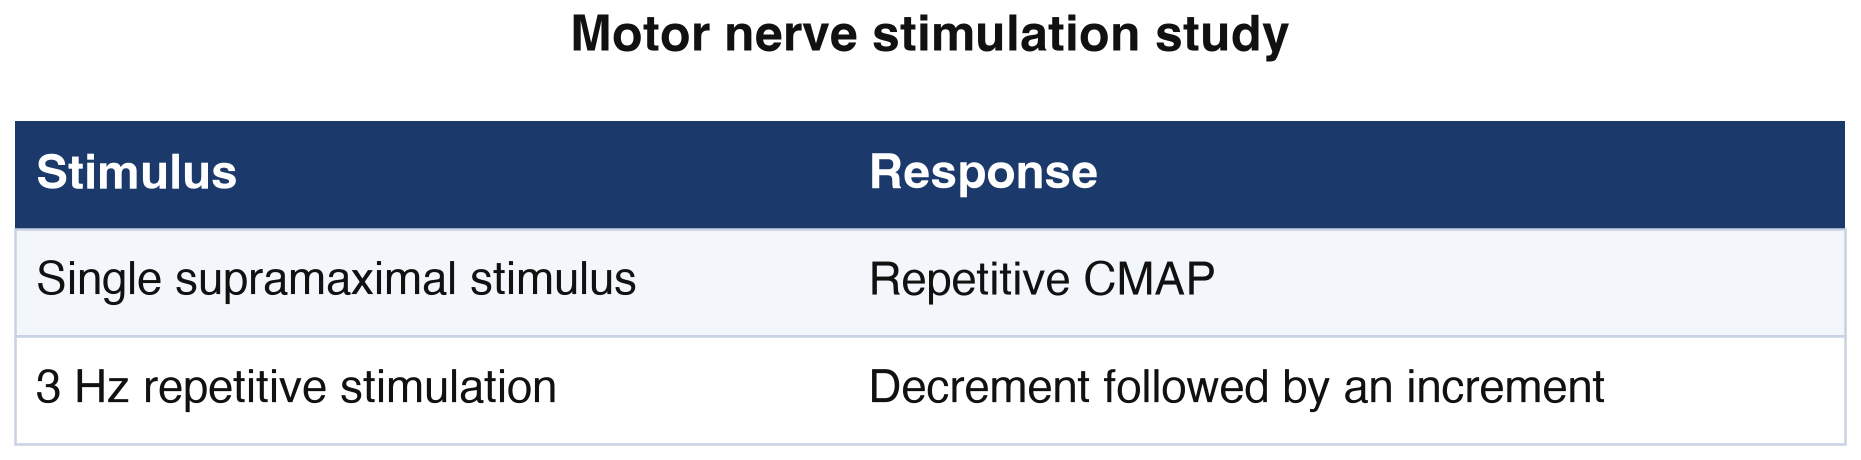 Motor nerve stimulation study
Stimulus Response
Single supramaximal stimulus Repetitive CMAP
3 Hz repetitive stimulation Decrement followed by an increment